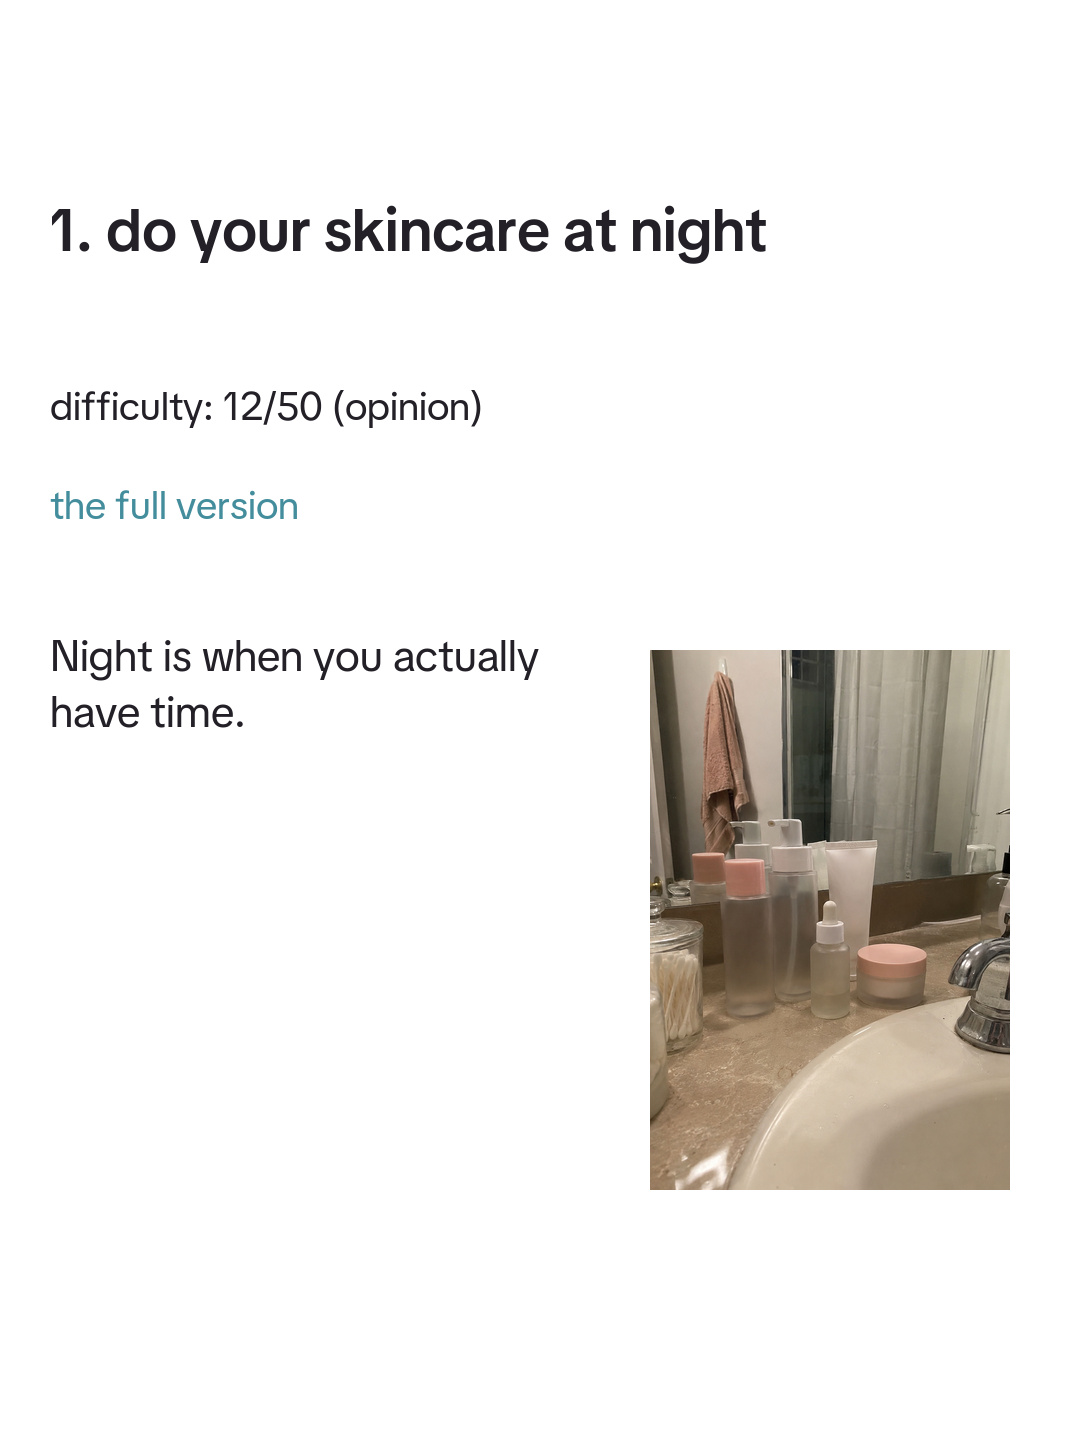 1. do your skincare at night
difficulty: 12/50 (opinion)
the full version
Night is when you actually
have time.